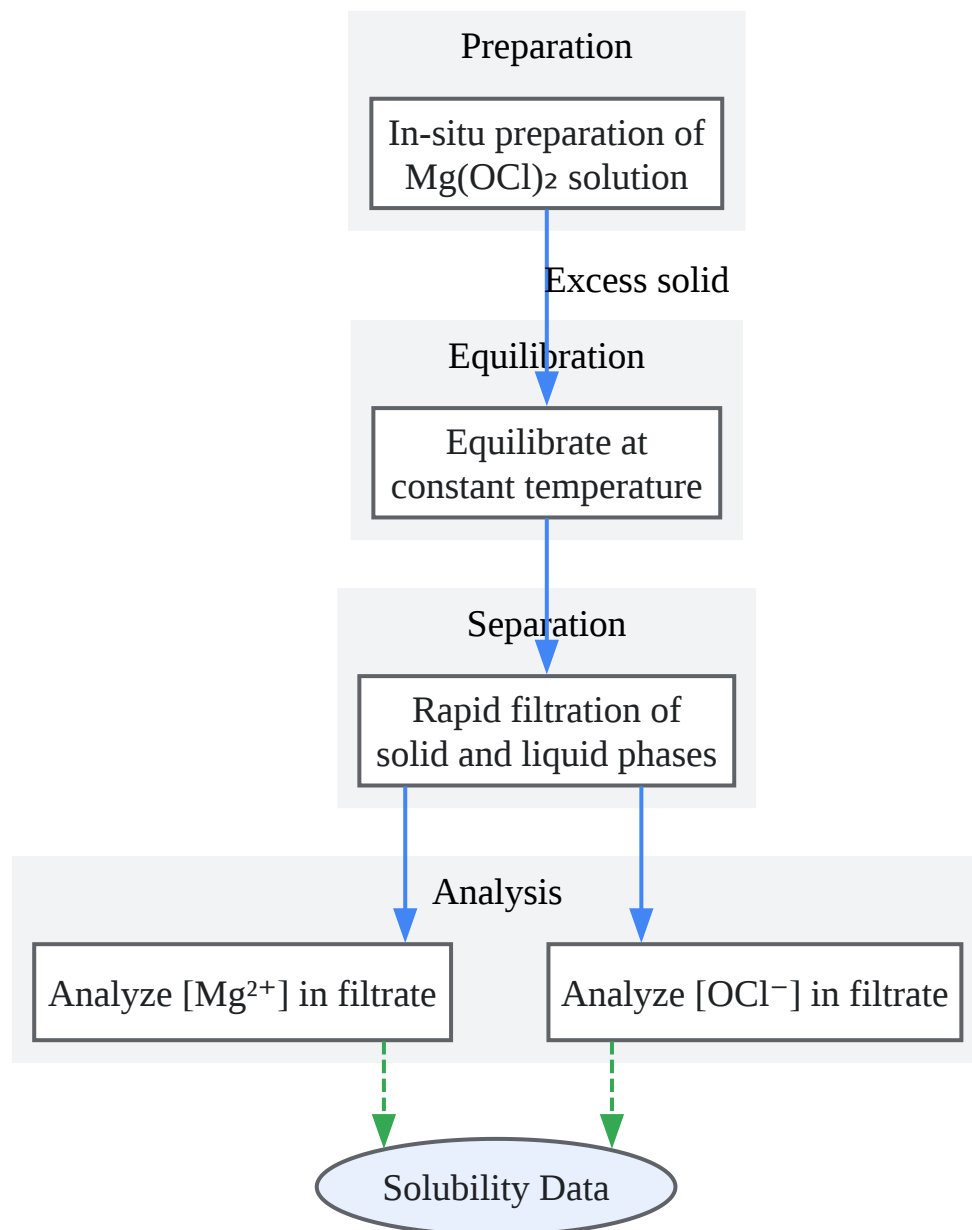 Preparation
In-situ preparation of
Mg(OCl)₂ solution
Excess solid
Equilibration
Equilibrate at
constant temperature
Separation
Rapid filtration of
solid and liquid phases
Analysis
Analyze [Mg²⁺] in filtrate
Analyze [OCl⁻] in filtrate
Solubility Data